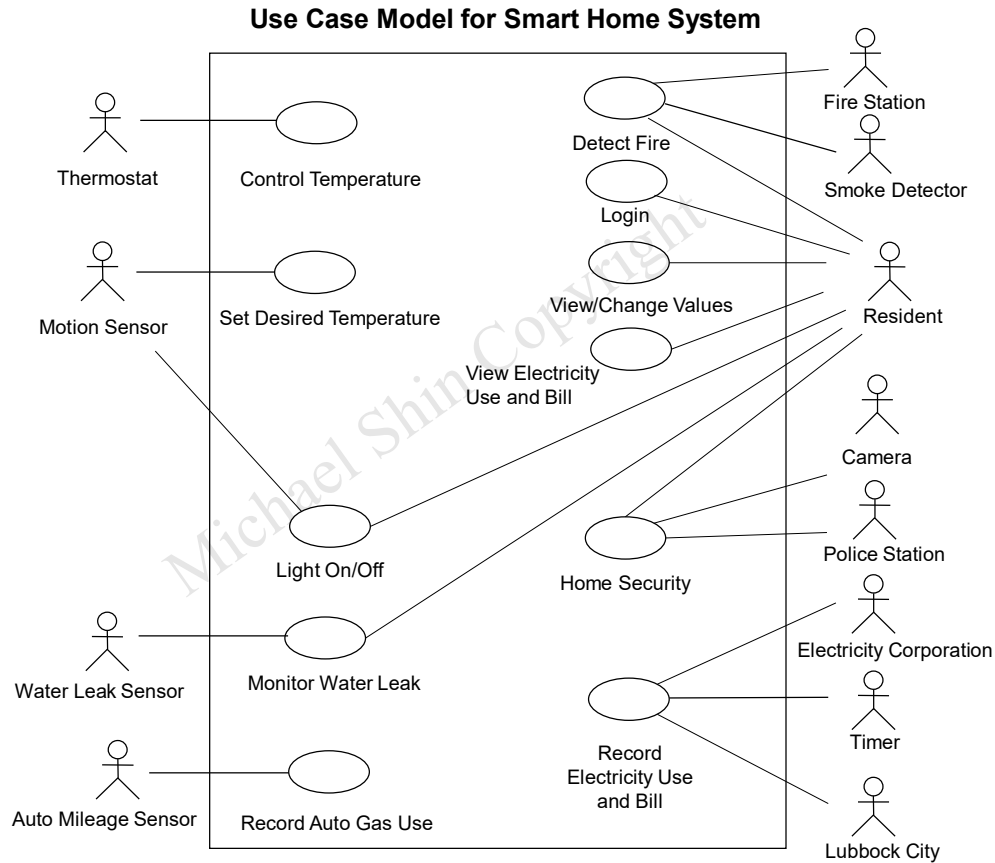 Use Case Model for Smart Home System
Fire Station
Thermostat
Control Temperature
Detect Fire
Smoke Detector
Login
Motion Sensor
Set Desired Temperature
View/Change Values
Resident
View Electricity
Use and Bill
Camera
Light On/Off
Home Security
Police Station
Water Leak Sensor
Monitor Water Leak
Electricity Corporation
Timer
Record
Electricity Use
and Bill
Auto Mileage Sensor
Record Auto Gas Use
Lubbock City
Michael Shin Copyright